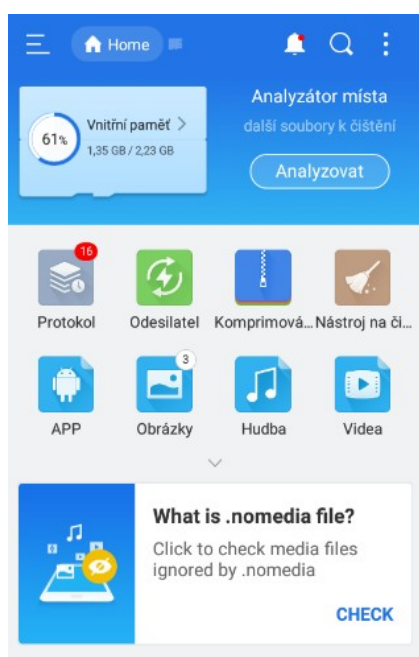 Home
Analyzátor místa
další soubory k čištění
Analyzovat
61%
Vnitřní paměť >
1,35 GB / 2,23 GB
16
Protokol
Odesilatel
Komprimová...
Nástroj na či...
3
APP
Obrázky
Hudba
Videa
What is .nomedia file?
Click to check media files
ignored by .nomedia
CHECK